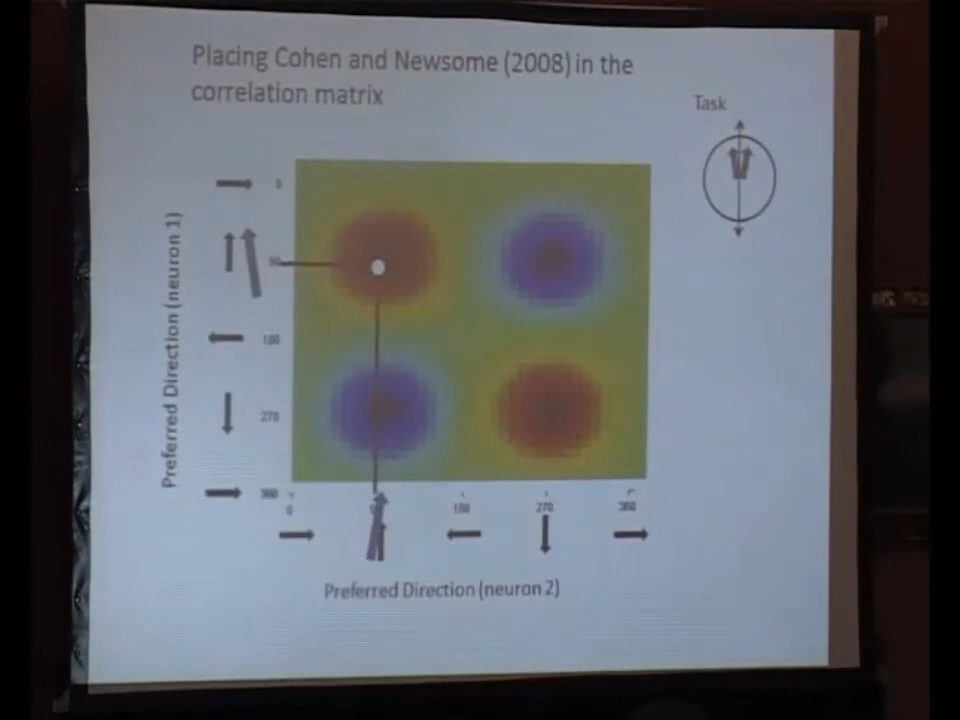 Placing Cohen and Newsome (2008) in the
correlation matrix
Task
Preferred Direction (neuron 1)
0
90
180
270
360
0
180
270
360
Preferred Direction (neuron 2)